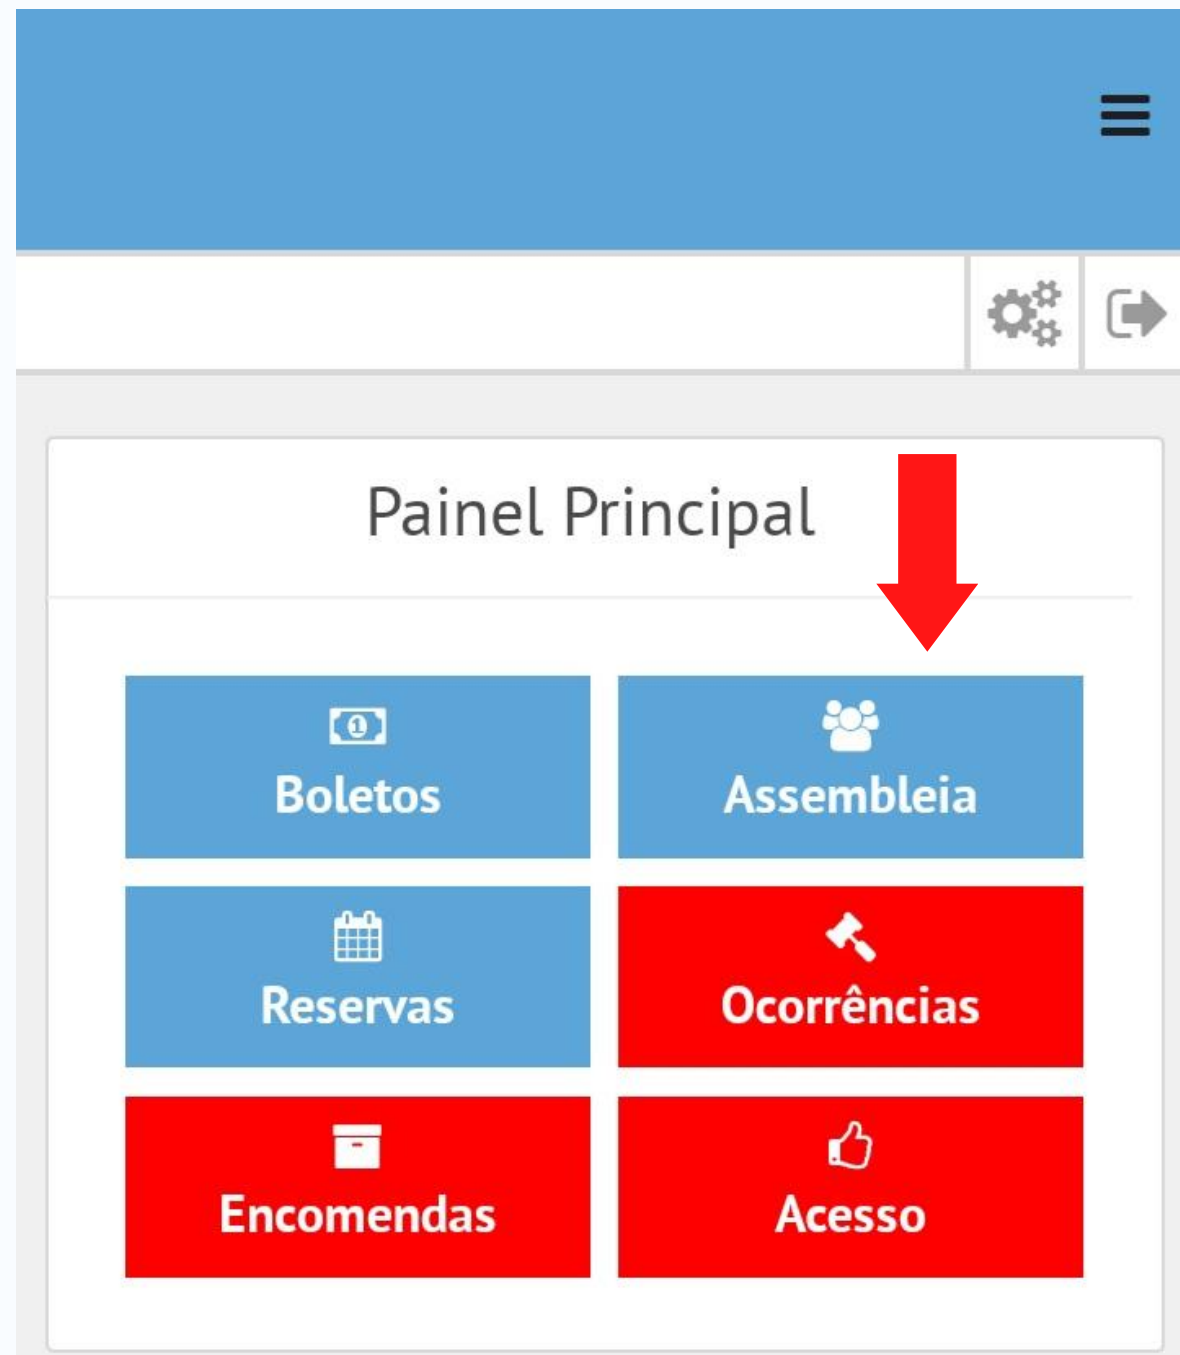 Painel Principal
Boletos
Assembleia
Reservas
Ocorrências
Encomendas
Acesso